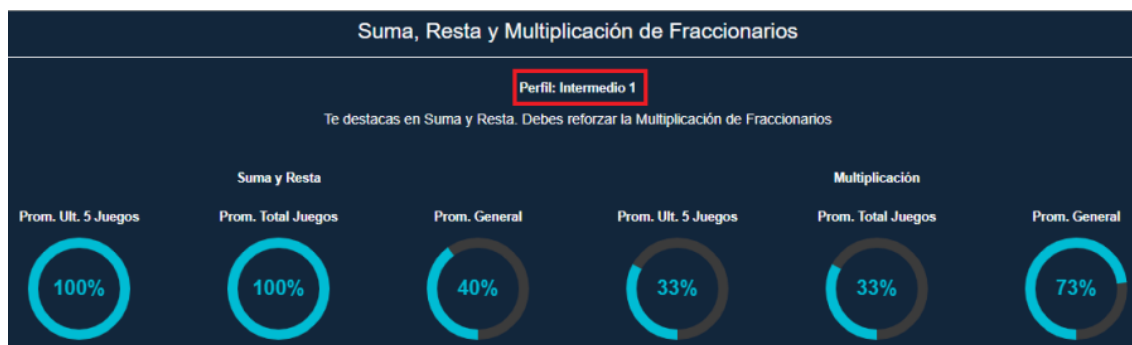 Suma, Resta y Multiplicación de Fraccionarios
Perfil: Intermedio 1
Te destacas en Suma y Resta. Debes reforzar la Multiplicación de Fraccionarios
Suma y Resta
Multiplicación
Prom. Ult. 5 Juegos
Prom. Total Juegos
Prom. General
Prom. Ult. 5 Juegos
Prom. Total Juegos
Prom. General
100%
100%
40%
33%
33%
73%